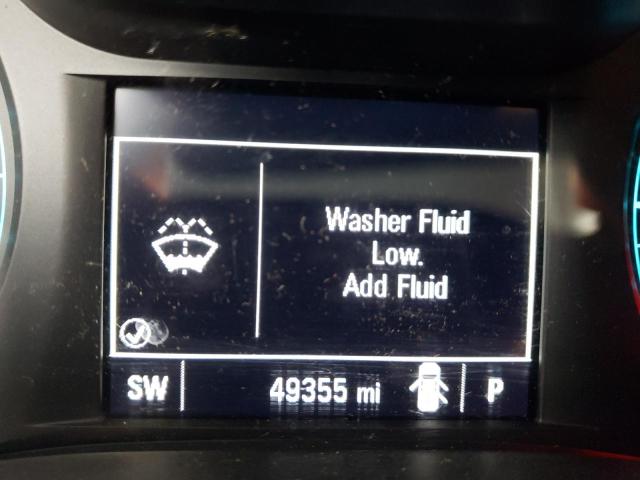 Washer Fluid
Low.
Add Fluid
SW
49355 mi
P